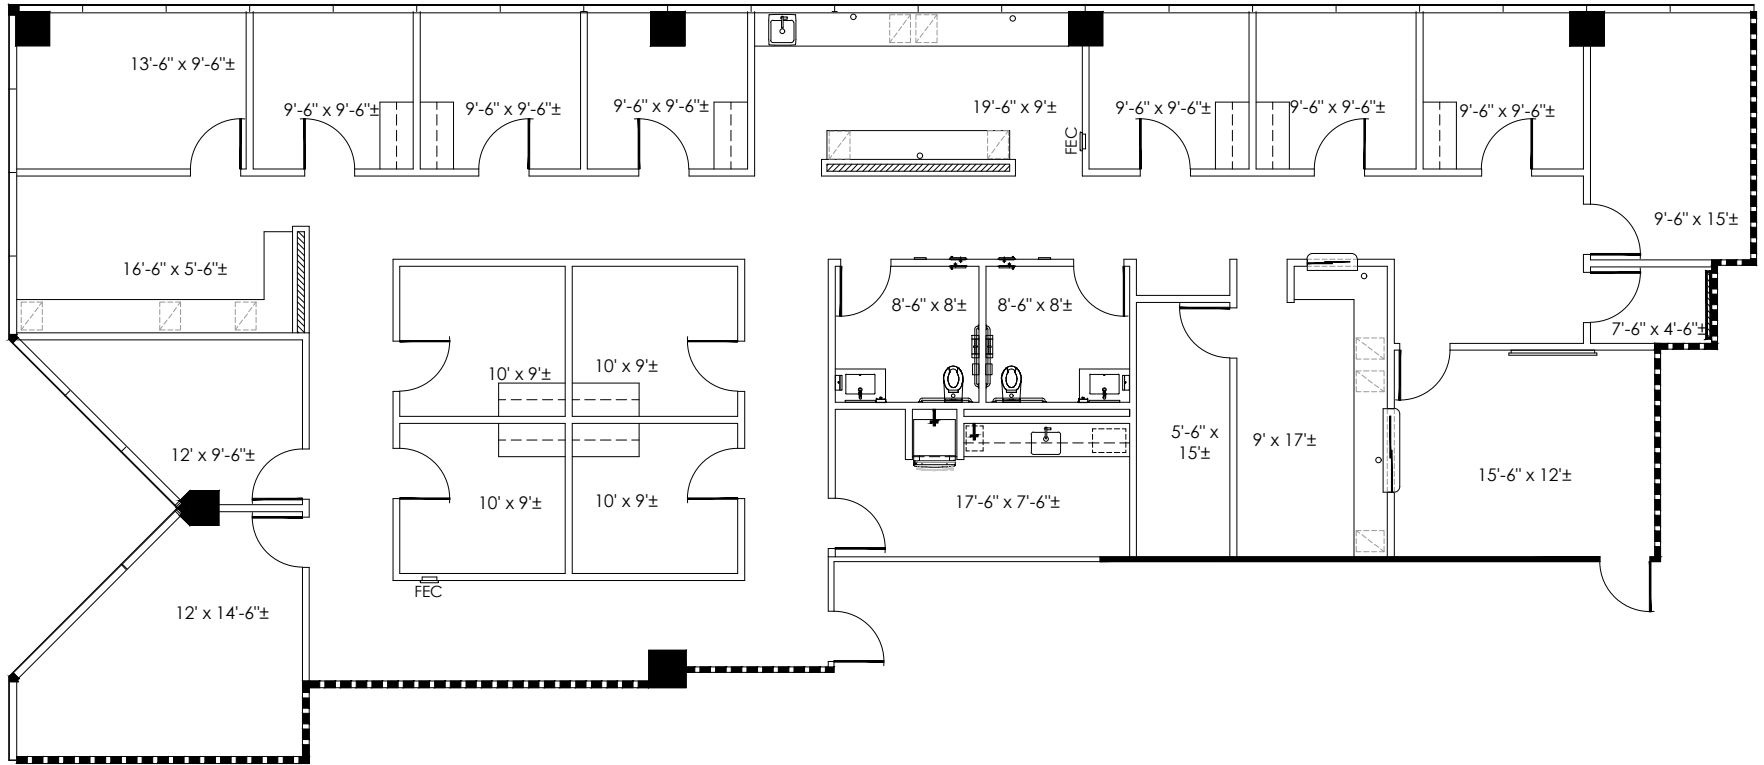 13'-6" x 9'-6"±
9'-6" x 9'-6"±
9'-6" x 9'-6"±
9'-6" x 9'-6"±
19'-6" x 9'±
FEC
9'-6" x 9'-6"±
9'-6" x 9'-6"±
9'-6" x 9'-6"±
9'-6" x 15'±
16'-6" x 5'-6"±
8'-6" x 8'±
8'-6" x 8'±
7'-6" x 4'-6"±
10' x 9'±
10' x 9'±
12' x 9'-6"±
5'-6" x
15'±
9' x 17'±
15'-6" x 12'±
10' x 9'±
10' x 9'±
17'-6" x 7'-6"±
FEC
12' x 14'-6"±